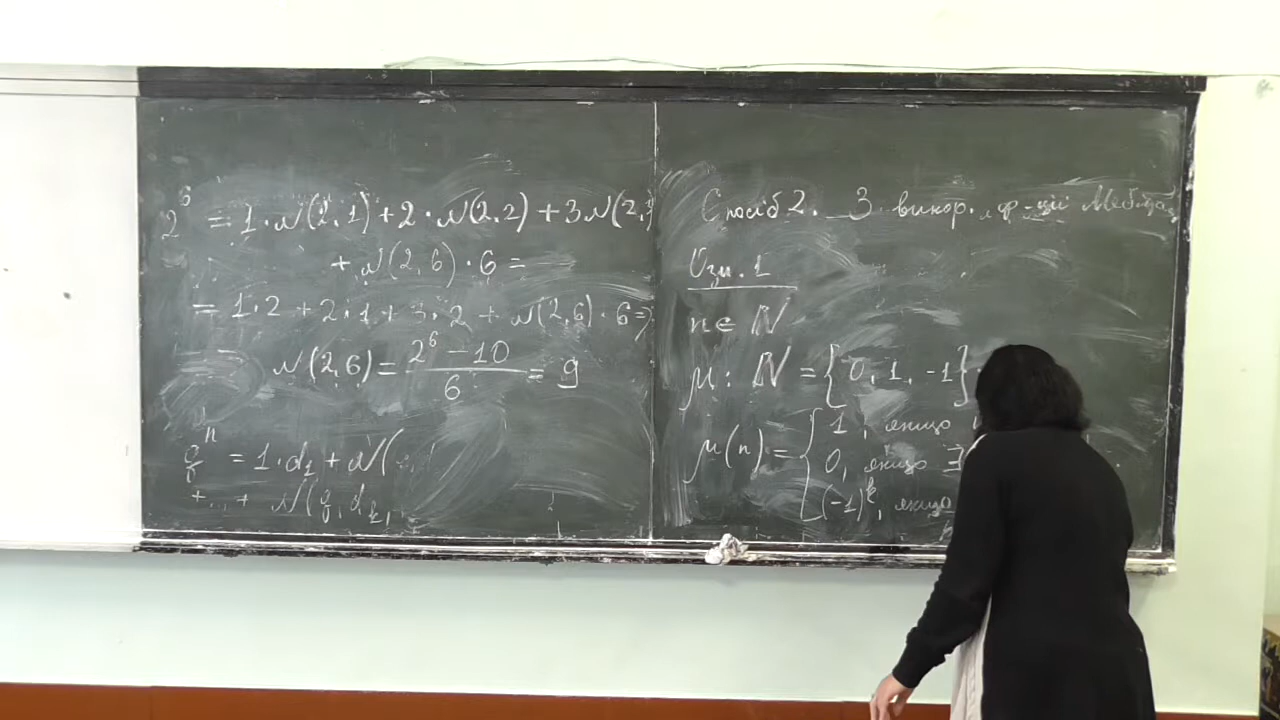 2^6 = 1·N(2,1) + 2·N(2,2) + 3N(2,3
+ N(2,6)·6 =
= 1·2 + 2·1 + 3·2 + N(2,6)·6 ⇒
N(2,6) = (2^6 − 10)/6 = 9
q^n = 1·d_1 + N(
+ ... + N(q, d_k,
Спосіб 2. З викор. ф-ції Мебіуса
Озн. 1
n ∈ ℕ
μ: ℕ = {0, 1, -1}
μ(n) = { 1, якщо
0, якщо ∃
(-1)^k, якщо